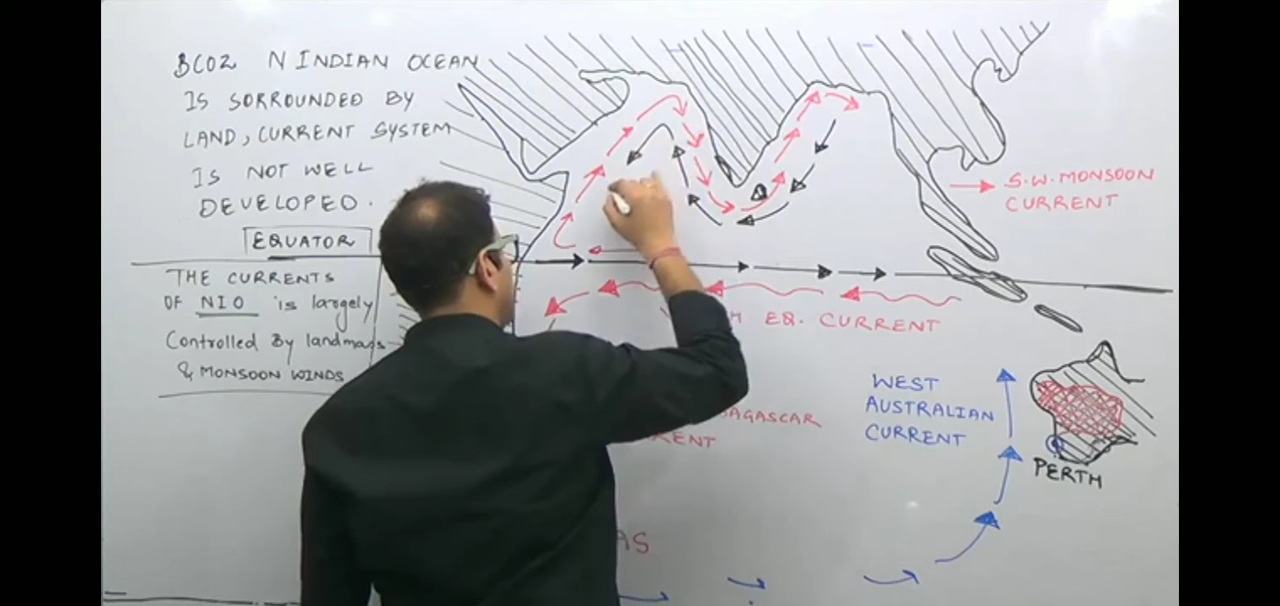 BCOZ N INDIAN OCEAN
IS SORROUNDED BY
LAND, CURRENT SYSTEM
IS NOT WELL
DEVELOPED.
EQUATOR
THE CURRENTS
OF NIO is largely
Controlled By landmass
& MONSOON WINDS
S.W. MONSOON
CURRENT
EQ. CURRENT
WEST
AUSTRALIAN
CURRENT
PERTH